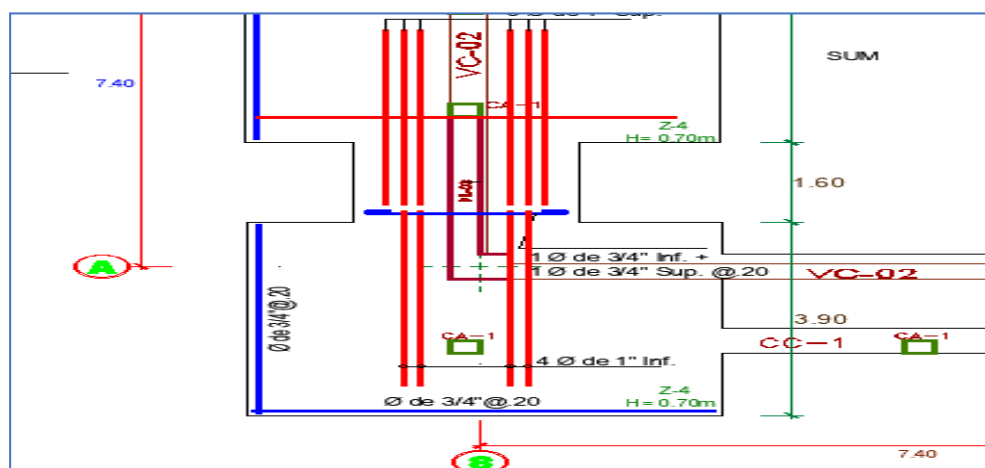 VC-02
SUM
7.40
CA-1
Z-4
H= 0.70m
1.60
1 Ø de 3/4" Inf. +
1 Ø de 3/4" Sup. @.20
A
VC-02
Ø de 3/4"@.20
3.90
CA-1
CC-1
CA-1
4 Ø de 1" Inf.
Z-4
Ø de 3/4"@.20
H= 0.70m
7.40